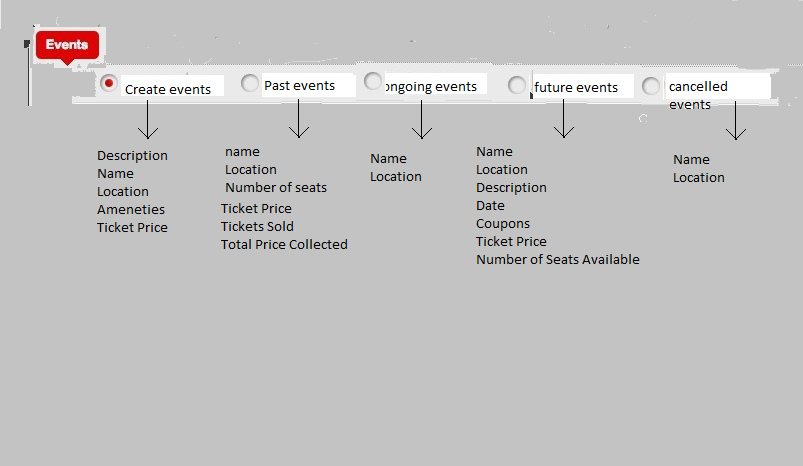 Events
Create events
Past events
ongoing events
future events
cancelled
events
Description
Name
Location
Ameneties
Ticket Price
name
Location
Number of seats
Ticket Price
Tickets Sold
Total Price Collected
Name
Location
Name
Location
Description
Date
Coupons
Ticket Price
Number of Seats Available
Name
Location